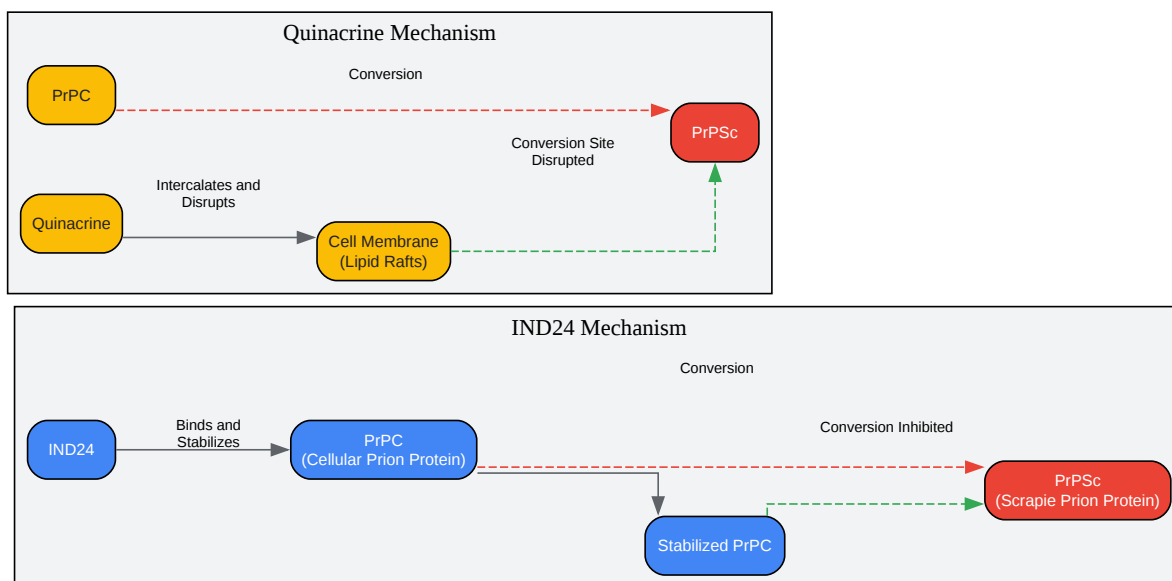 Quinacrine Mechanism
Conversion
PrPC
PrPSc
Conversion Site
Disrupted
Intercalates and
Disrupts
Quinacrine
Cell Membrane
(Lipid Rafts)
IND24 Mechanism
Conversion
Binds and
Stabilizes
Conversion Inhibited
IND24
PrPC
(Cellular Prion Protein)
PrPSc
(Scrapie Prion Protein)
Stabilized PrPC